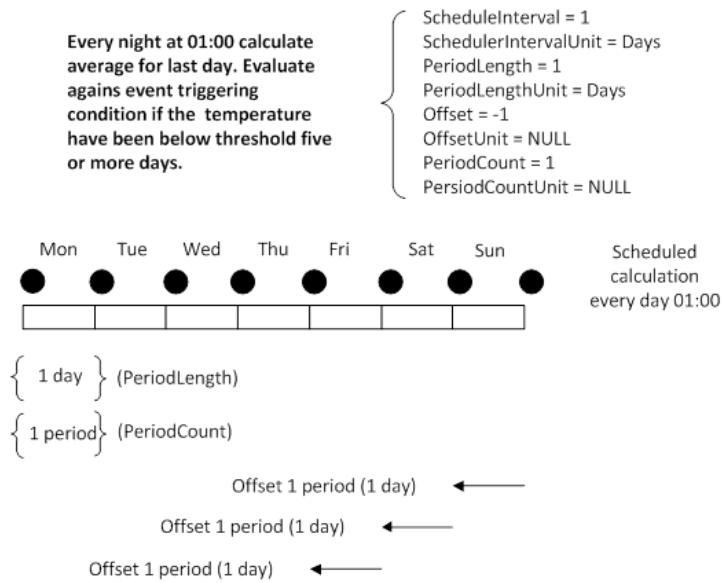 Every night at 01:00 calculate
average for last day. Evaluate
agains event triggering
condition if the  temperature
have been below threshold five
or more days.
ScheduleInterval = 1
SchedulerIntervalUnit = Days
PeriodLength = 1
PeriodLengthUnit = Days
Offset = -1
OffsetUnit = NULL
PeriodCount = 1
PersiodCountUnit = NULL
Mon Tue Wed Thu Fri Sat Sun
Scheduled
calculation
every day 01:00
1 day (PeriodLength)
1 period (PeriodCount)
Offset 1 period (1 day)
Offset 1 period (1 day)
Offset 1 period (1 day)